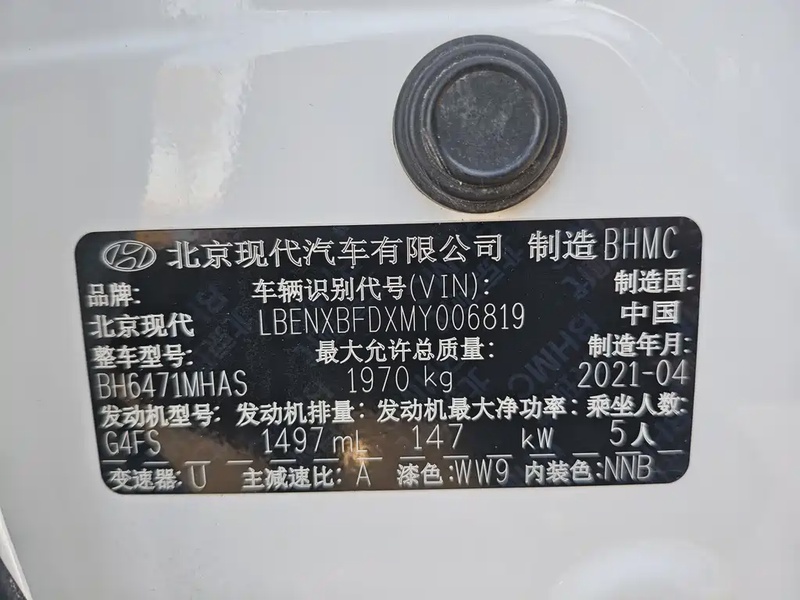 北京现代汽车有限公司 制造 BHMC
品牌: 车辆识别代号(VIN): 制造国:
北京现代 LBENXBFDXMY006819 中国
整车型号: 最大允许总质量: 制造年月:
BH6471MHAS 1970 kg 2021-04
发动机型号: 发动机排量: 发动机最大净功率: 乘坐人数:
G4FS 1497 mL 147 kW 5人
变速器: U 主减速比: A 漆色: WW9 内装色: NNB